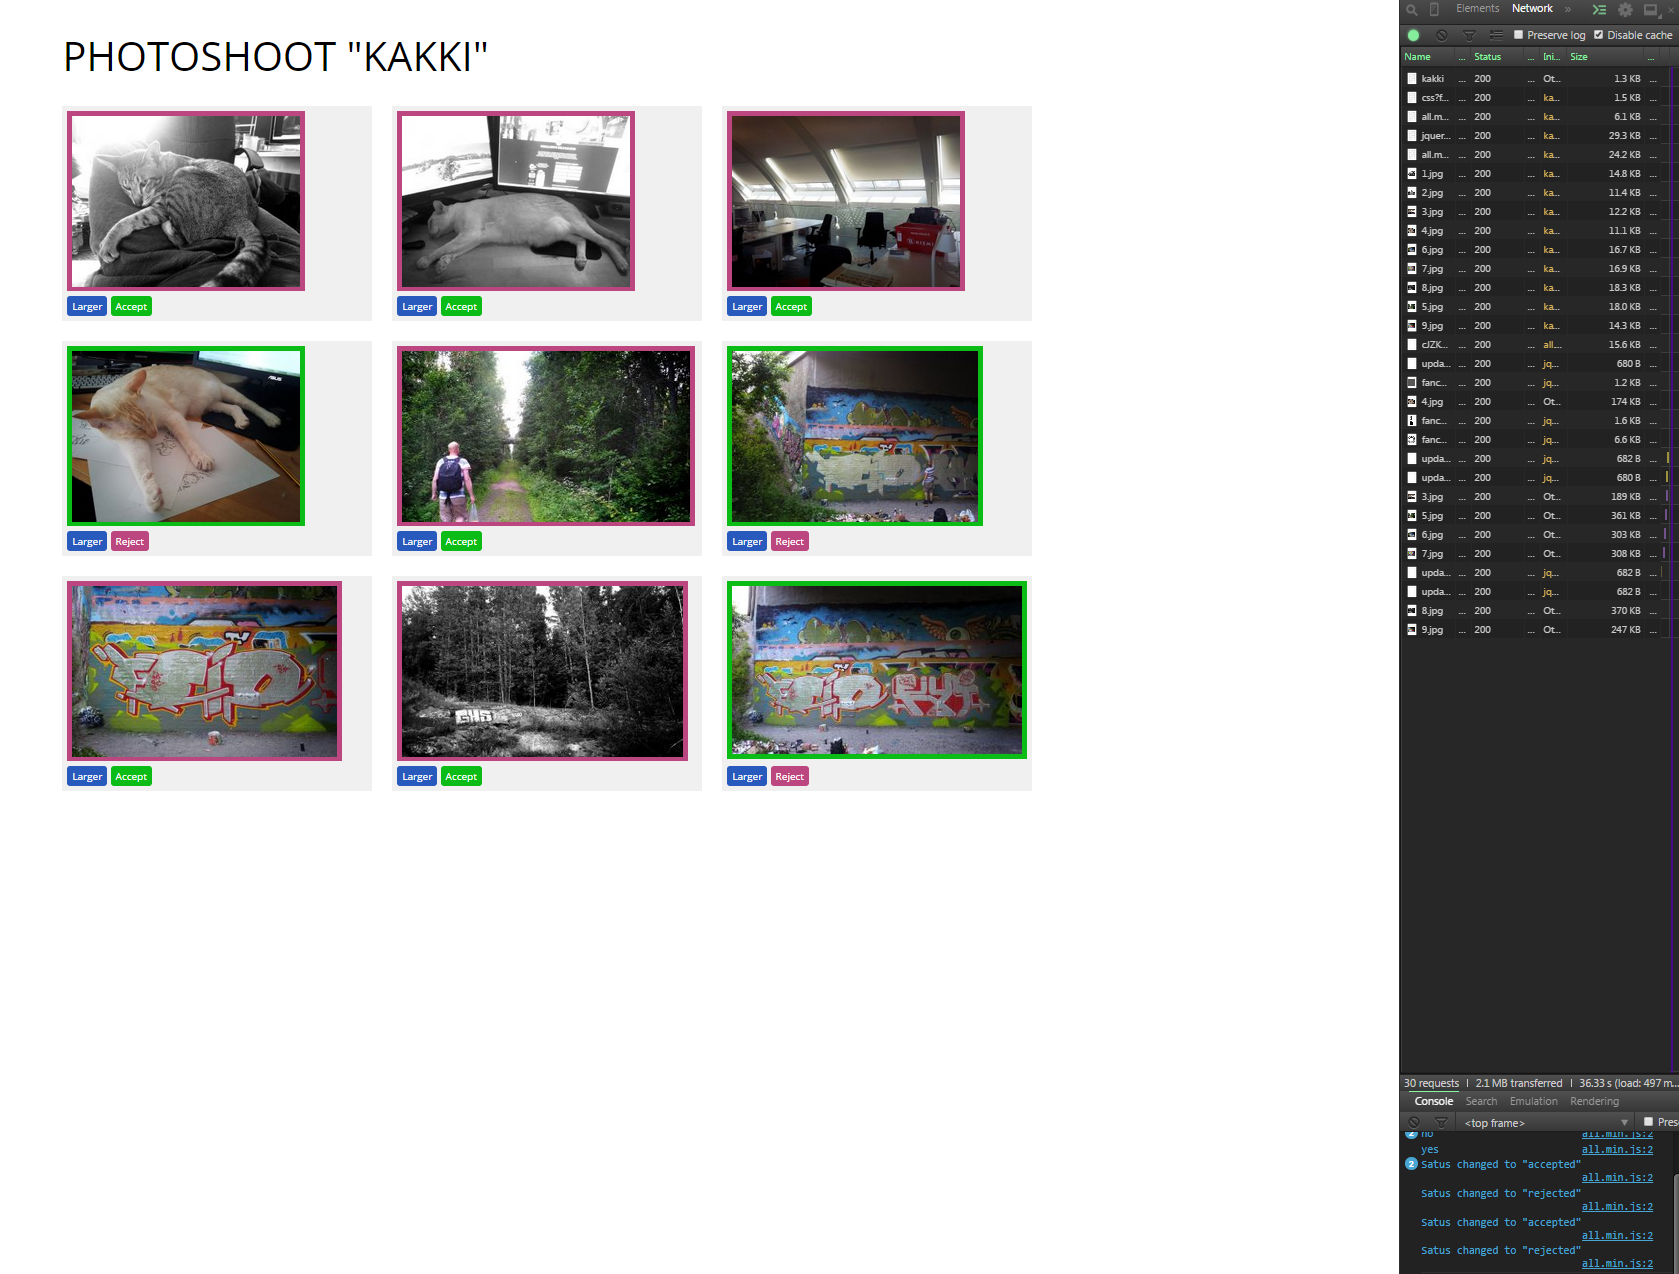 PHOTOSHOOT "KAKKI"
Larger Accept
Larger Accept
Larger Accept
Larger Reject
Larger Accept
Larger Reject
Larger Accept
Larger Accept
Larger Reject
Elements Network »
Preserve log Disable cache
Name ... Status ... Ini... Size ...
kakki ... 200 Ot... 1.3 KB ...
css?f... ... 200 ... ka... 1.5 KB ...
all.m... ... 200 ... ka... 6.1 KB ...
jquer... ... 200 ... ka... 29.3 KB ...
all.m... ... 200 ... ka... 24.2 KB ...
1.jpg ... 200 ... ka... 14.8 KB ...
2.jpg ... 200 ... ka... 11.4 KB ...
3.jpg ... 200 ... ka... 12.2 KB ...
4.jpg ... 200 ... ka... 11.1 KB ...
6.jpg ... 200 ... ka... 16.7 KB ...
7.jpg ... 200 ... ka... 16.9 KB ...
8.jpg ... 200 ... ka... 18.3 KB ...
5.jpg ... 200 ... ka... 18.0 KB ...
9.jpg ... 200 ... ka... 14.3 KB ...
cJZK... ... 200 ... all.... 15.6 KB ...
upda... ... 200 ... jq... 680 B ...
fanc... ... 200 ... jq... 1.2 KB ...
4.jpg ... 200 ... Ot... 174 KB ...
fanc... ... 200 ... jq... 1.6 KB ...
fanc... ... 200 ... jq... 6.6 KB ...
upda... ... 200 ... jq... 682 B ...
upda... ... 200 ... jq... 680 B ...
3.jpg ... 200 ... Ot... 189 KB ...
5.jpg ... 200 ... Ot... 361 KB ...
6.jpg ... 200 ... Ot... 303 KB ...
7.jpg ... 200 ... Ot... 308 KB ...
upda... ... 200 ... jq... 682 B ...
upda... ... 200 ... jq... 682 B ...
8.jpg ... 200 ... Ot... 370 KB ...
9.jpg ... 200 ... Ot... 247 KB ...
30 requests | 2.1 MB transferred | 36.33 s (load: 497 m...
Console Search Emulation Rendering
<top frame> Pres
2 no all.min.js:2
yes all.min.js:2
2 Satus changed to "accepted"
all.min.js:2
Satus changed to "rejected"
all.min.js:2
Satus changed to "accepted"
all.min.js:2
Satus changed to "rejected"
all.min.js:2